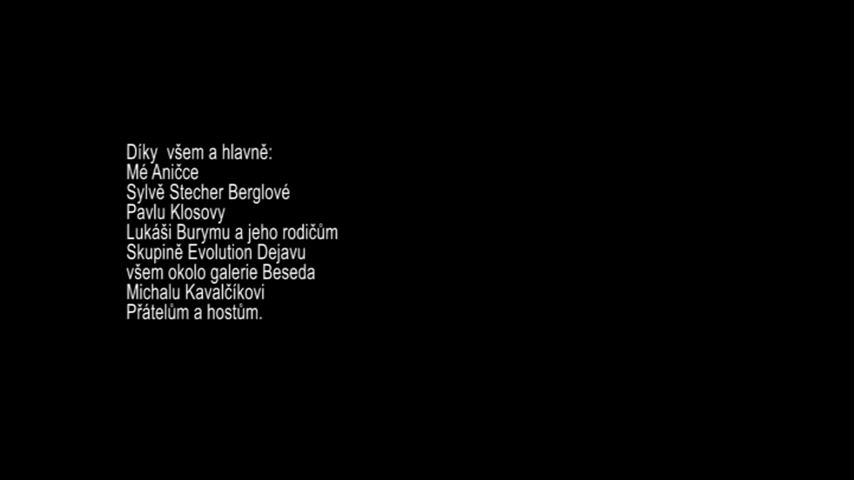 Díky  všem a hlavně:
Mé Aničce
Sylvě Stecher Berglové
Pavlu Klosovy
Lukáši Burymu a jeho rodičům
Skupině Evolution Dejavu
všem okolo galerie Beseda
Michalu Kavalčíkovi
Přátelům a hostům.